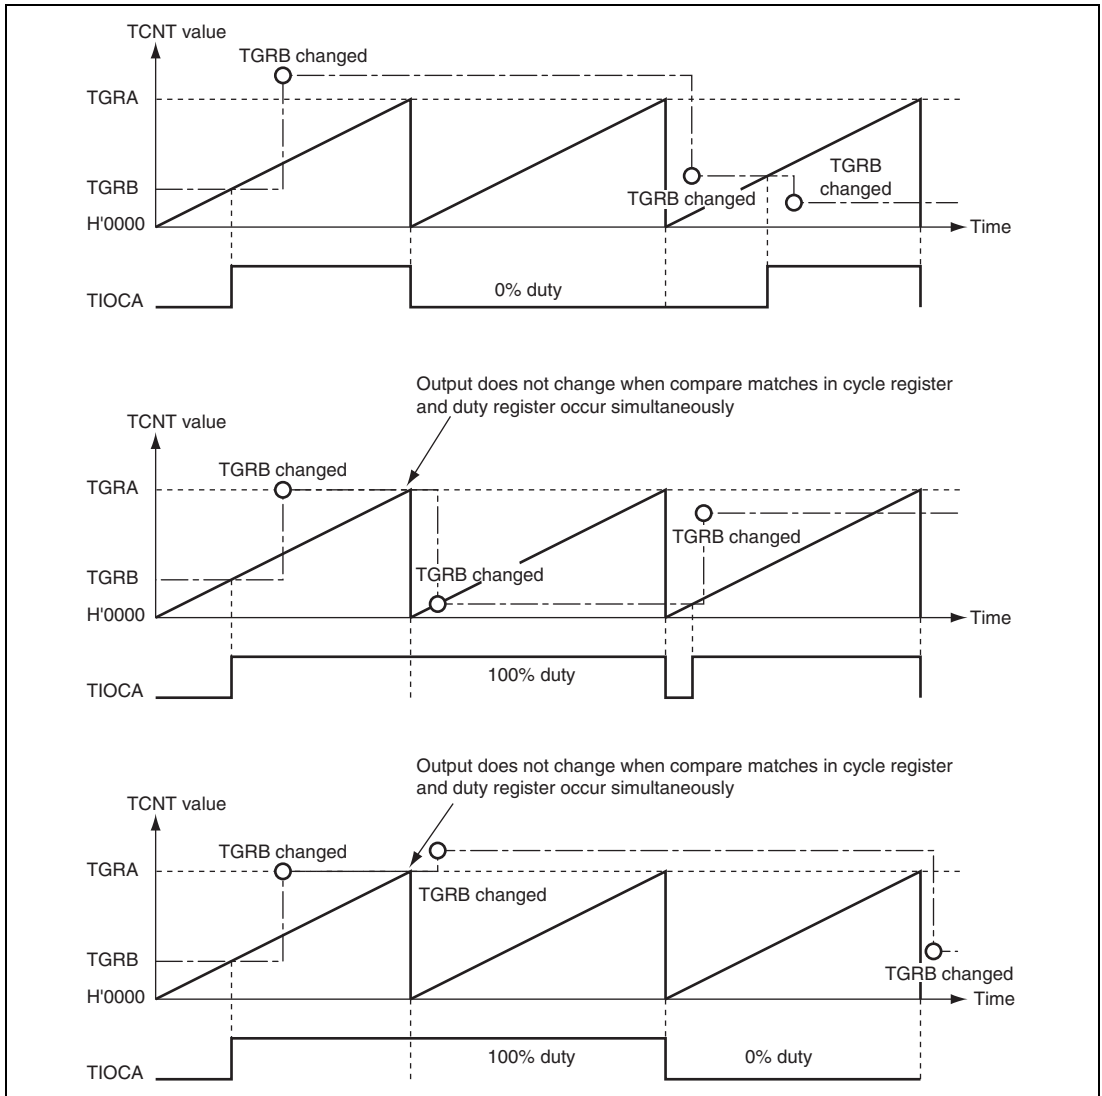 TCNT value
TGRB changed
TGRA
TGRB
TGRB changed
TGRB changed
H'0000
Time
0% duty
TIOCA
Output does not change when compare matches in cycle register
and duty register occur simultaneously
TCNT value
TGRB changed
TGRA
TGRB changed
TGRB
TGRB changed
H'0000
Time
100% duty
TIOCA
Output does not change when compare matches in cycle register
and duty register occur simultaneously
TCNT value
TGRB changed
TGRA
TGRB changed
TGRB
TGRB changed
H'0000
Time
100% duty
0% duty
TIOCA